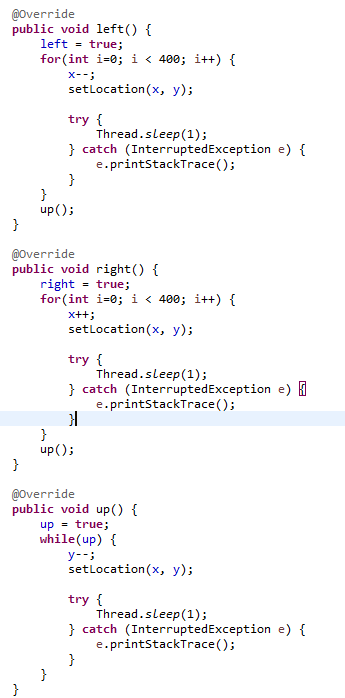 @Override
public void left() {
    left = true;
    for(int i=0; i < 400; i++) {
        x--;
        setLocation(x, y);

        try {
            Thread.sleep(1);
        } catch (InterruptedException e) {
            e.printStackTrace();
        }
    }
    up();
}

@Override
public void right() {
    right = true;
    for(int i=0; i < 400; i++) {
        x++;
        setLocation(x, y);

        try {
            Thread.sleep(1);
        } catch (InterruptedException e) {
            e.printStackTrace();
        }
    }
    up();
}

@Override
public void up() {
    up = true;
    while(up) {
        y--;
        setLocation(x, y);

        try {
            Thread.sleep(1);
        } catch (InterruptedException e) {
            e.printStackTrace();
        }
    }
}